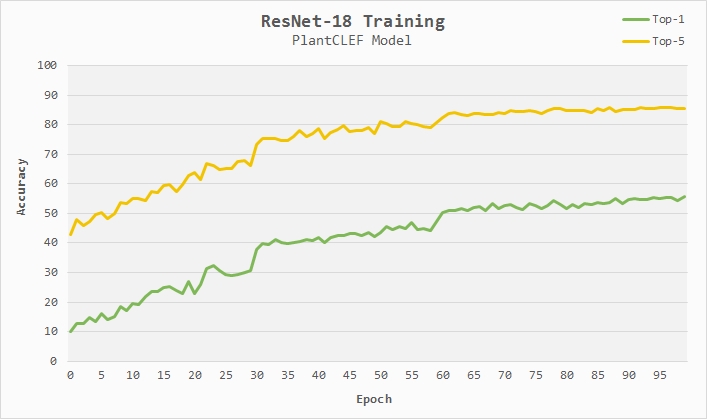 ResNet-18 Training
PlantCLEF Model
Top-1
Top-5
Accuracy
100
90
80
70
60
50
40
30
20
10
0
0 5 10 15 20 25 30 35 40 45 50 55 60 65 70 75 80 85 90 95
Epoch